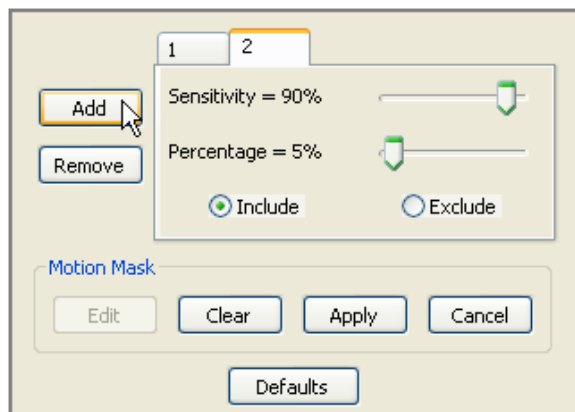 1 2
Add
Sensitivity = 90%
Remove
Percentage = 5%
Include Exclude
Motion Mask
Edit Clear Apply Cancel
Defaults